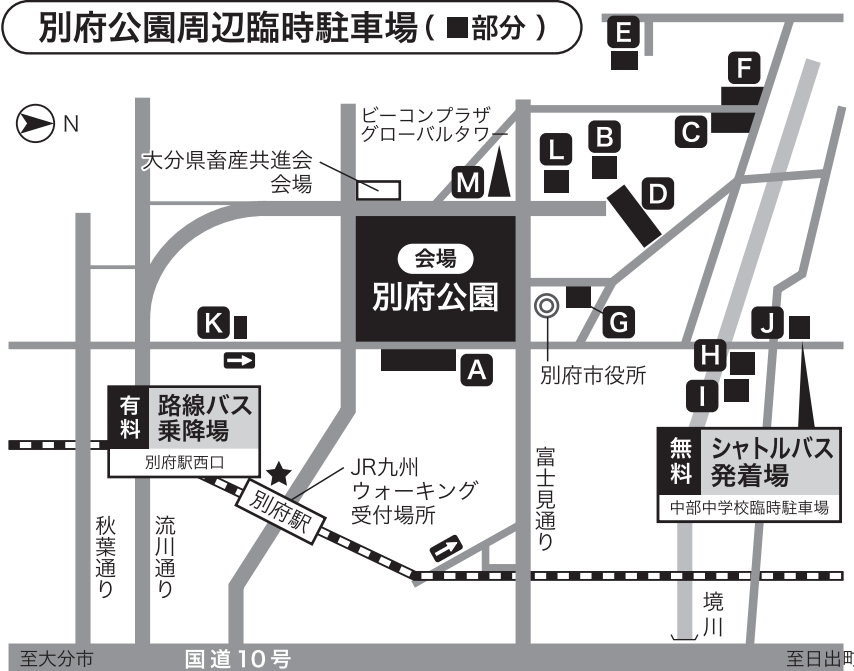 別府公園周辺臨時駐車場( ■部分 )
E
F
N
ビーコンプラザ
グローバルタワー
C
B
L
大分県畜産共進会
会場
M
D
会場
別府公園
K
G
J
A
別府市役所
H
I
有料
路線バス
乗降場
別府駅西口
無料
シャトルバス
発着場
中部中学校臨時駐車場
JR九州
ウォーキング
受付場所
別府駅
富士見通り
秋葉通り
流川通り
境川
至大分市
国道10号
至日出町